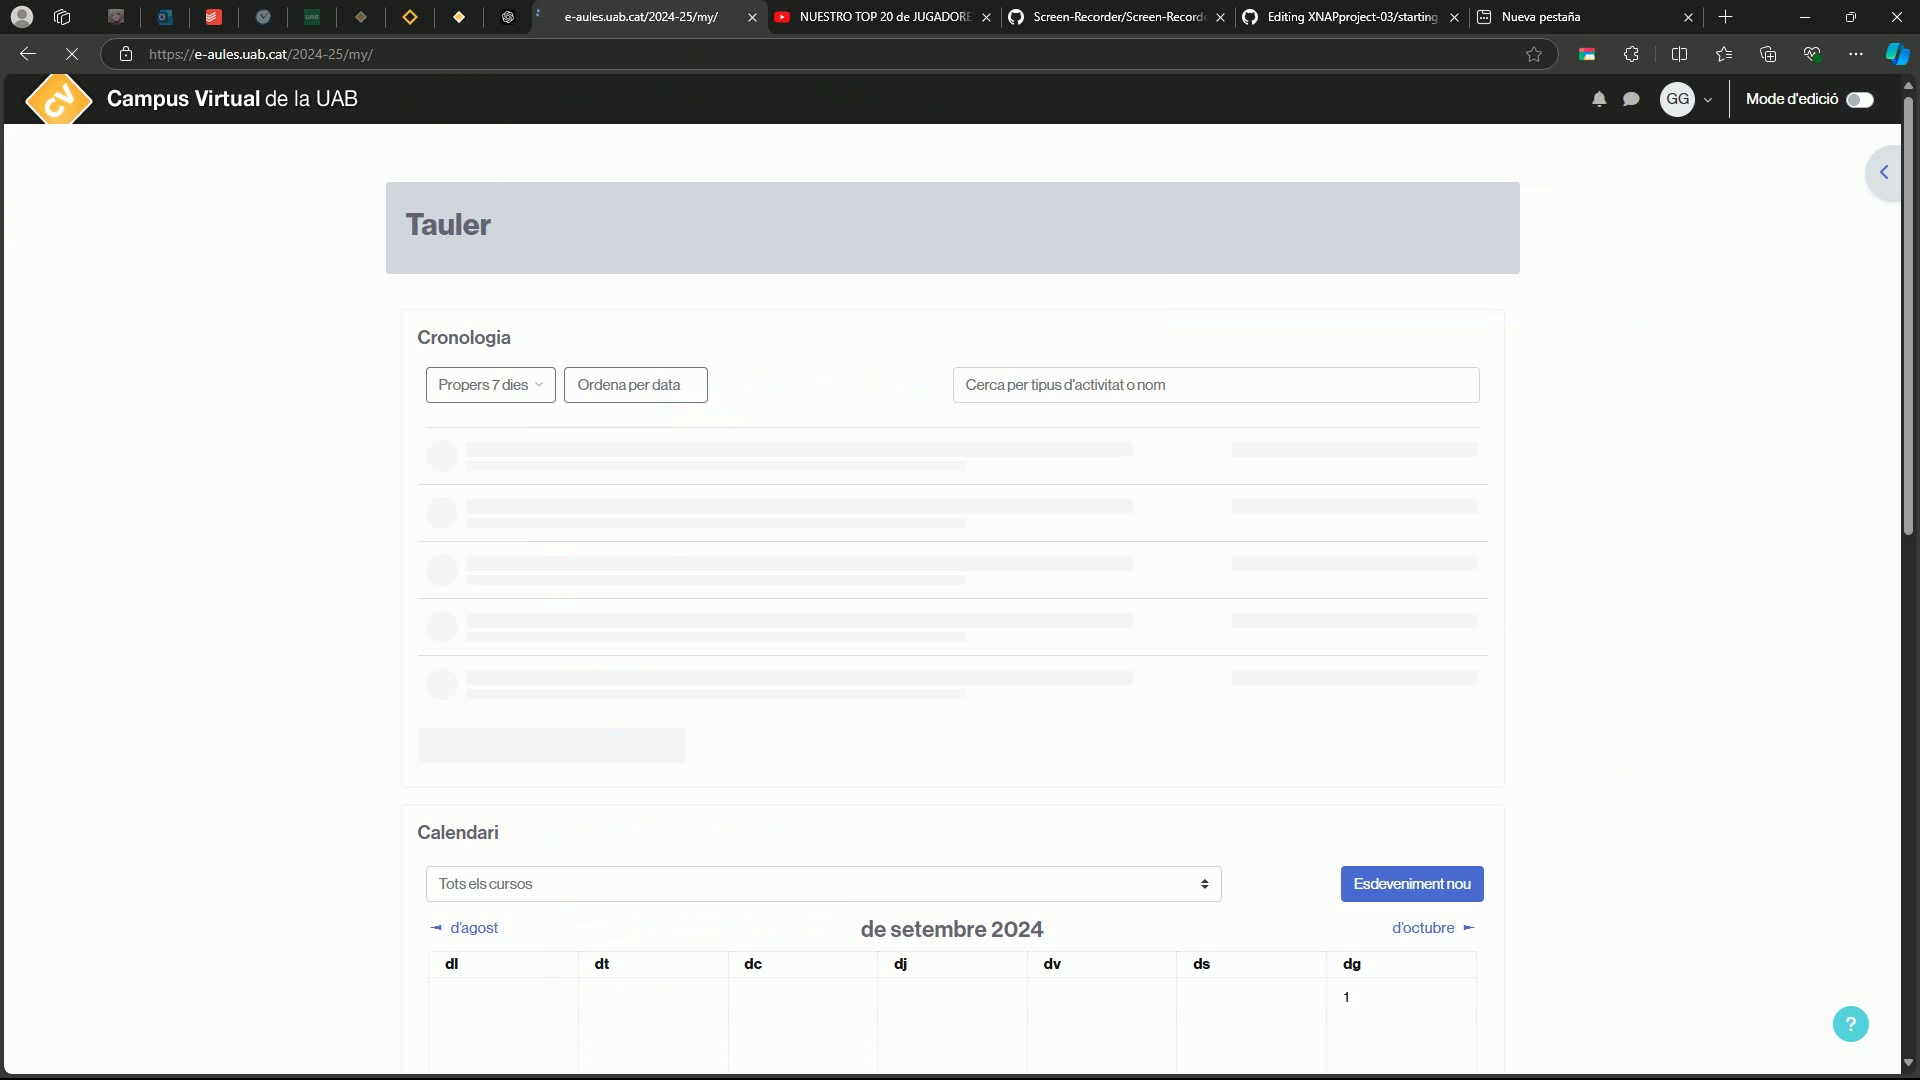 e-aules.uab.cat/2024-25/my/
NUESTRO TOP 20 de JUGADORE
Screen-Recorder/Screen-Record
Editing XNAPproject-03/starting
Nueva pestaña
https://e-aules.uab.cat/2024-25/my/
CV
Campus Virtual de la UAB
GG
Mode d'edició
Tauler
Cronologia
Propers 7 dies
Ordena per data
Cerca per tipus d'activitat o nom
Calendari
Tots els cursos
Esdeveniment nou
◄ d'agost
de setembre 2024
d'octubre ►
dl dt dc dj dv ds dg
1
?